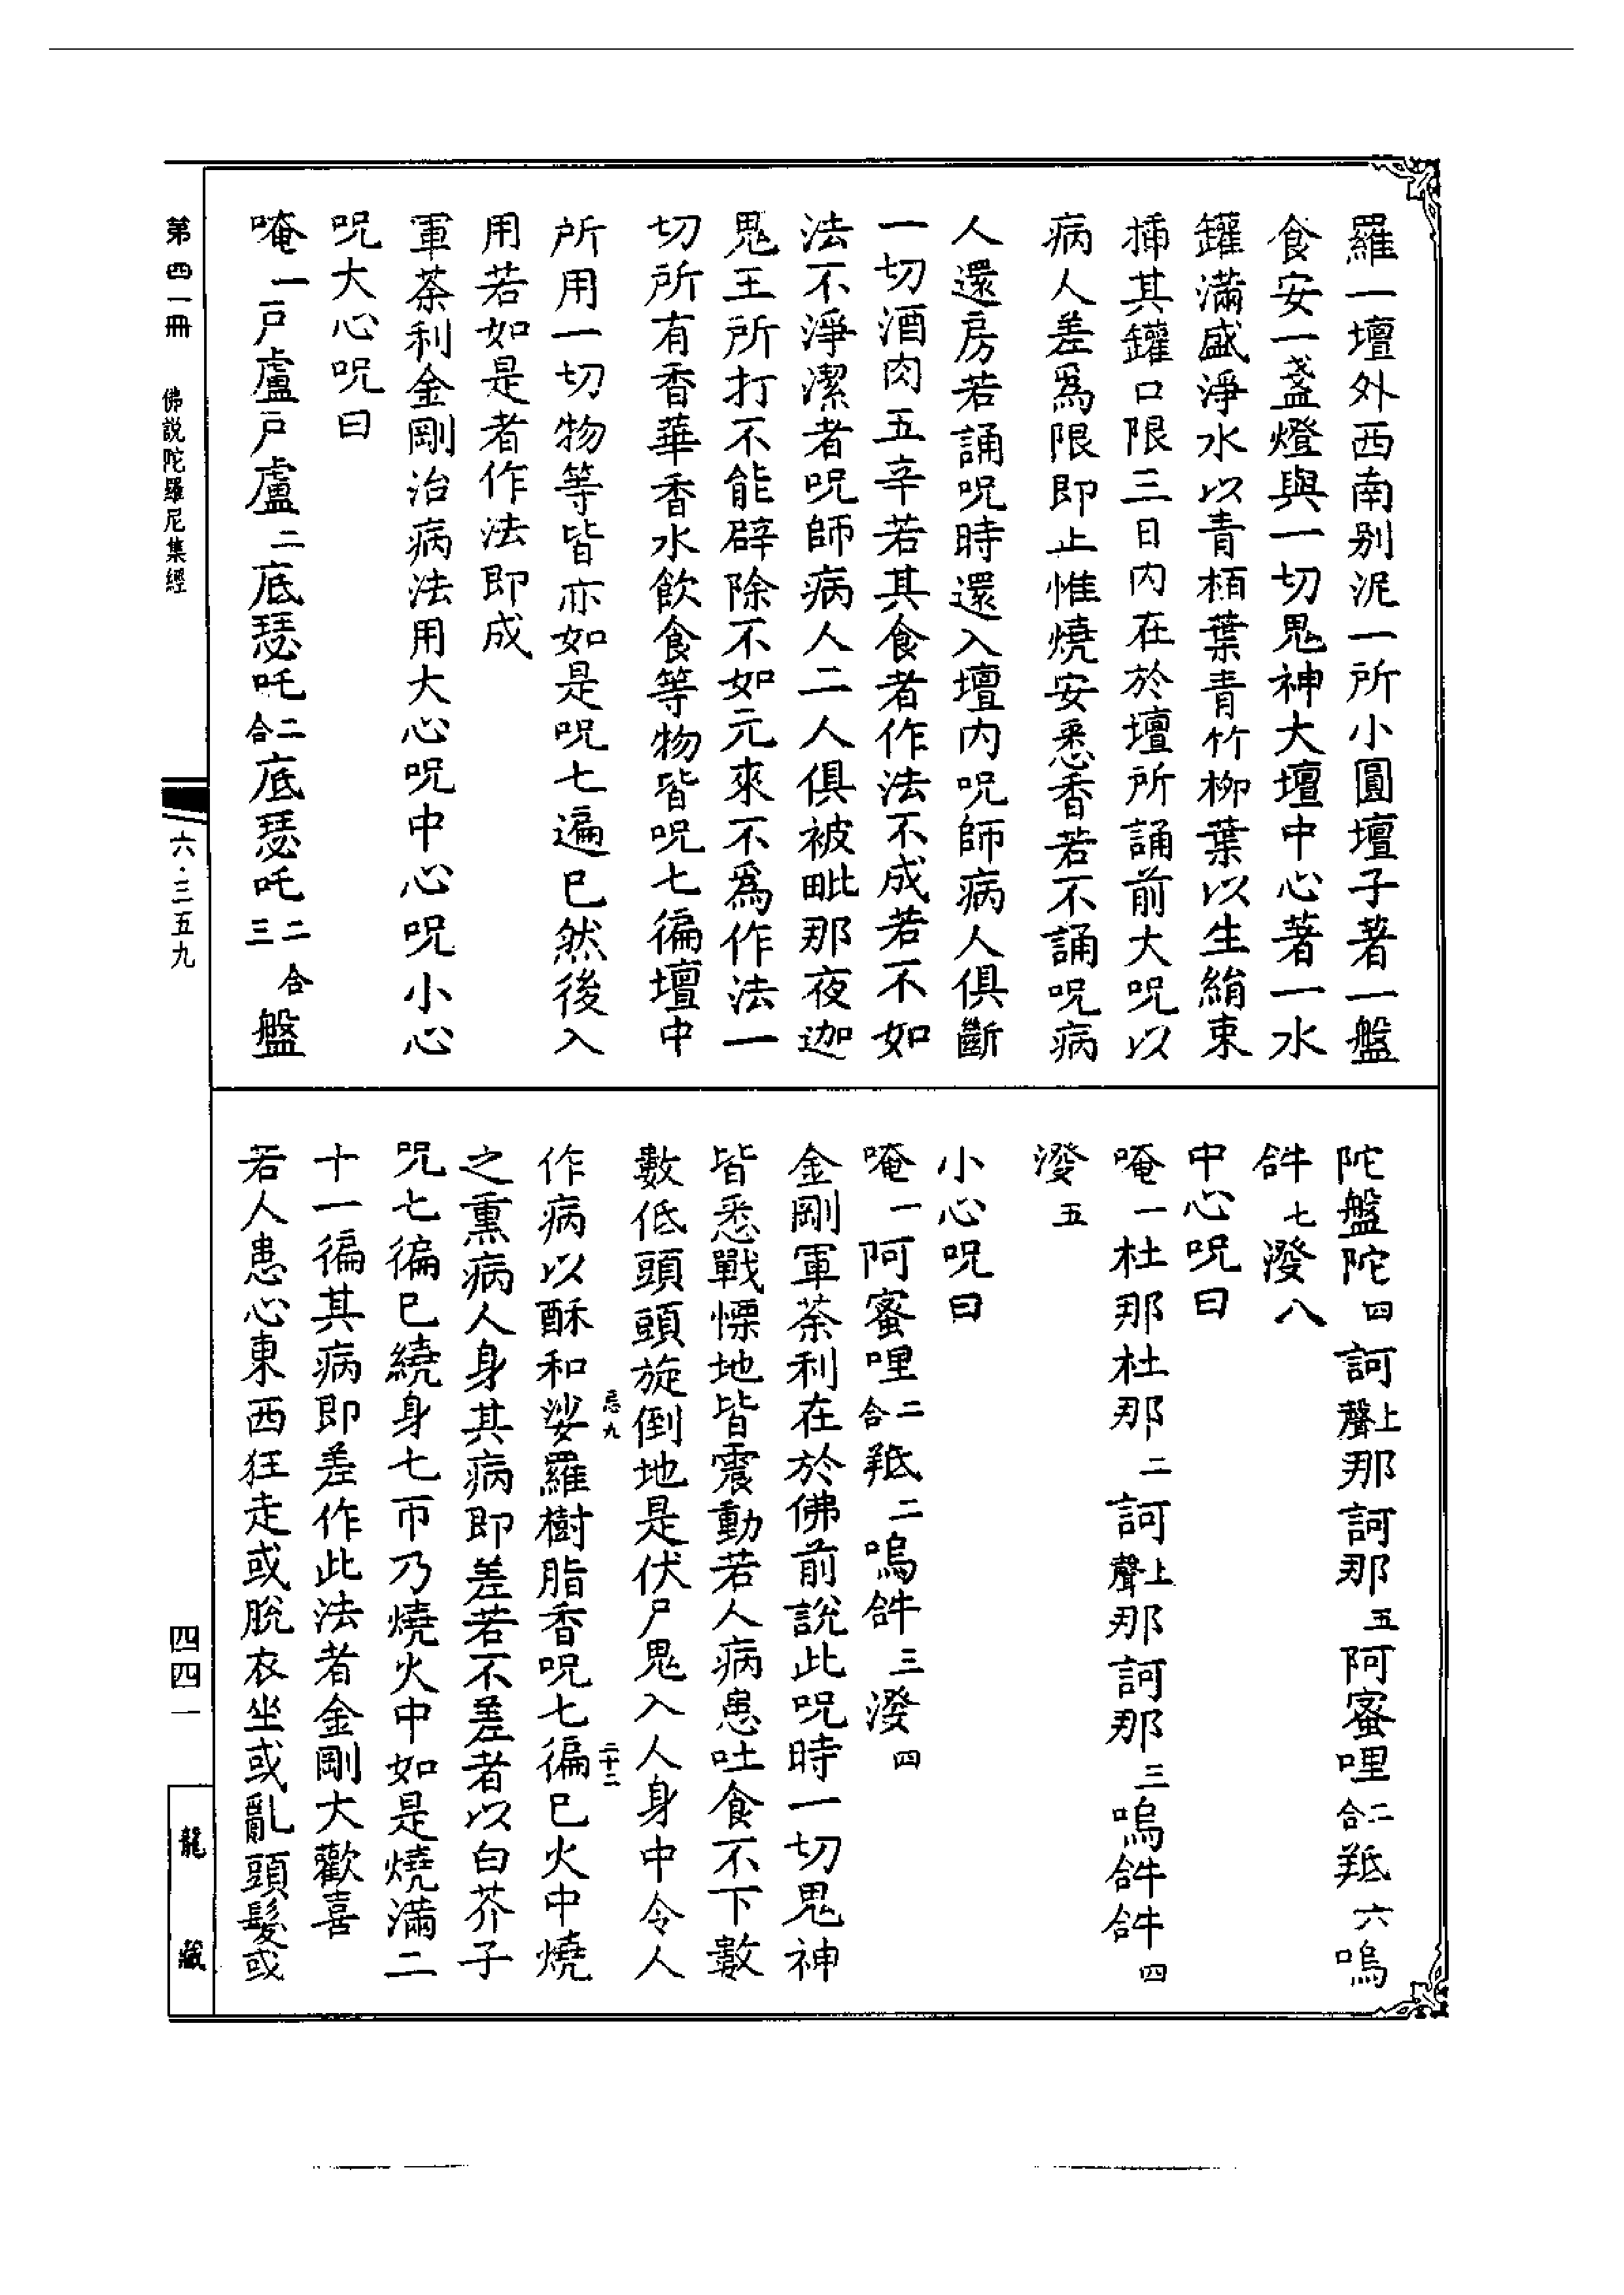 羅一壇外西南别泥一所小圓壇子著一盤
食安一盞燈與一切鬼神大壇中心著一水
鑵滿盛淨水以青栢葉青竹柳葉以生絹束
揷其鑵口限三日內在於壇所誦前大呪以
病人差爲限即止惟燒安悉香若不誦呪病
人還房若誦呪時還入壇內呪師病人俱斷
一切酒肉五辛若其食者作法不成若不如
法不淨潔者呪師病人二人俱被毗那夜迦
鬼王所打不能辟除不如元來不爲作法一
切所有香華香水飲食等物皆呪七徧壇中
所用一切物等皆亦如是呪七遍已然後入
用若如是者作法即成
軍荼利金剛治病法用大心呪中心呪小心
呪大心呪曰
唵一戶盧戶盧二底瑟吒二合底瑟吒二合三盤
陀盤陀四訶上聲那訶那五阿蜜哩二合羝六嗚
𤙖七潑八
中心呪曰
唵一杜那杜那二訶上聲那訶那三嗚𤙖𤙖四
潑五
小心呪曰
唵一阿蜜哩二合羝二嗚𤙖三潑四
金剛軍荼利在於佛前說此呪時一切鬼神
皆悉戰慄地皆震動若人病患吐食不下數
數低頭頭旋倒地是伏尸鬼入人身中令人
作病以酥和娑羅樹脂香呪七徧已火中燒
之熏病人身其病即差若不差者以白芥子
呪七徧已繞身七帀乃燒火中如是燒滿二
十一徧其病即差作此法者金剛大歡喜
若人患心東西狂走或脫衣坐或亂頭髮或
第四一冊 佛說陀羅尼集經
六·三五九
四四一
龍藏
忌九
二十二